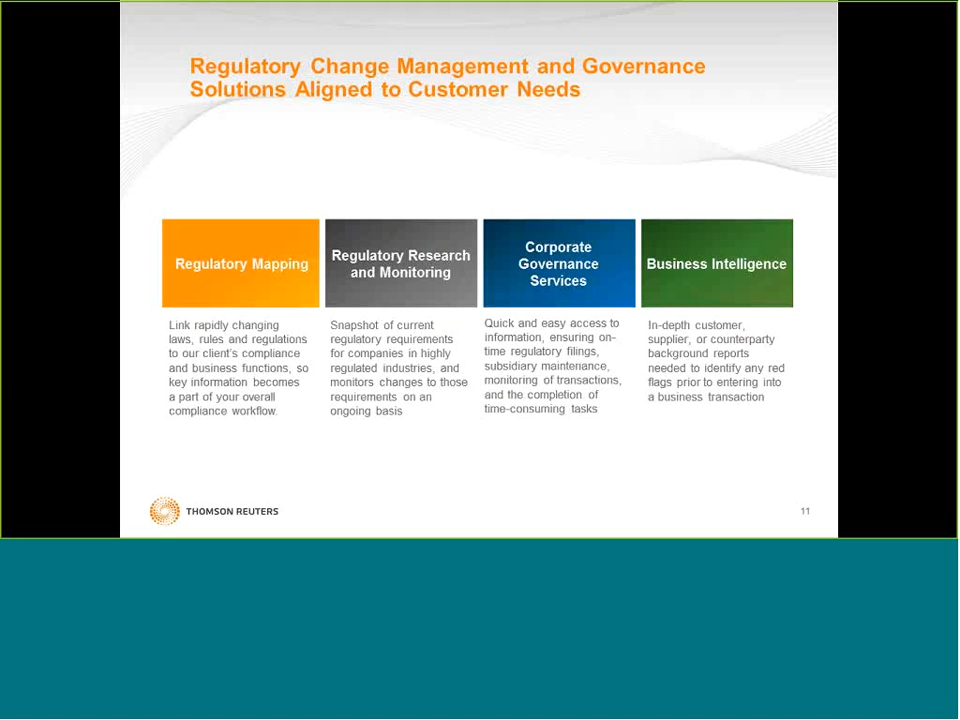 Regulatory Change Management and Governance
Solutions Aligned to Customer Needs
Regulatory Mapping
Link rapidly changing
laws, rules and regulations
to our client's compliance
and business functions, so
key information becomes
a part of your overall
compliance workflow.
Regulatory Research
and Monitoring
Snapshot of current
regulatory requirements
for companies in highly
regulated industries, and
monitors changes to those
requirements on an
ongoing basis
Corporate
Governance
Services
Quick and easy access to
information, ensuring on-
time regulatory filings,
subsidiary maintenance,
monitoring of transactions,
and the completion of
time-consuming tasks
Business Intelligence
In-depth customer,
supplier, or counterparty
background reports
needed to identify any red
flags prior to entering into
a business transaction
THOMSON REUTERS
11